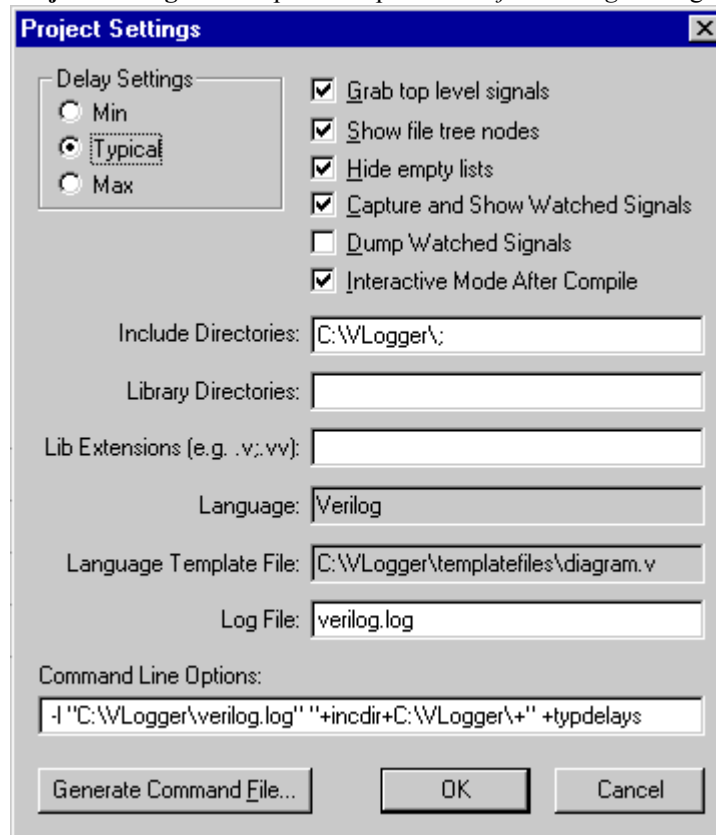 Project Settings
Delay Settings
Min
Typical
Max
Grab top level signals
Show file tree nodes
Hide empty lists
Capture and Show Watched Signals
Dump Watched Signals
Interactive Mode After Compile
Include Directories: C:\VLogger\;
Library Directories:
Lib Extensions (e.g. .v;.vv):
Language: Verilog
Language Template File: C:\VLogger\templatefiles\diagram.v
Log File: verilog.log
Command Line Options:
-l "C:\VLogger\verilog.log" "+incdir+C:\VLogger\+" +typdelays
Generate Command File... OK Cancel